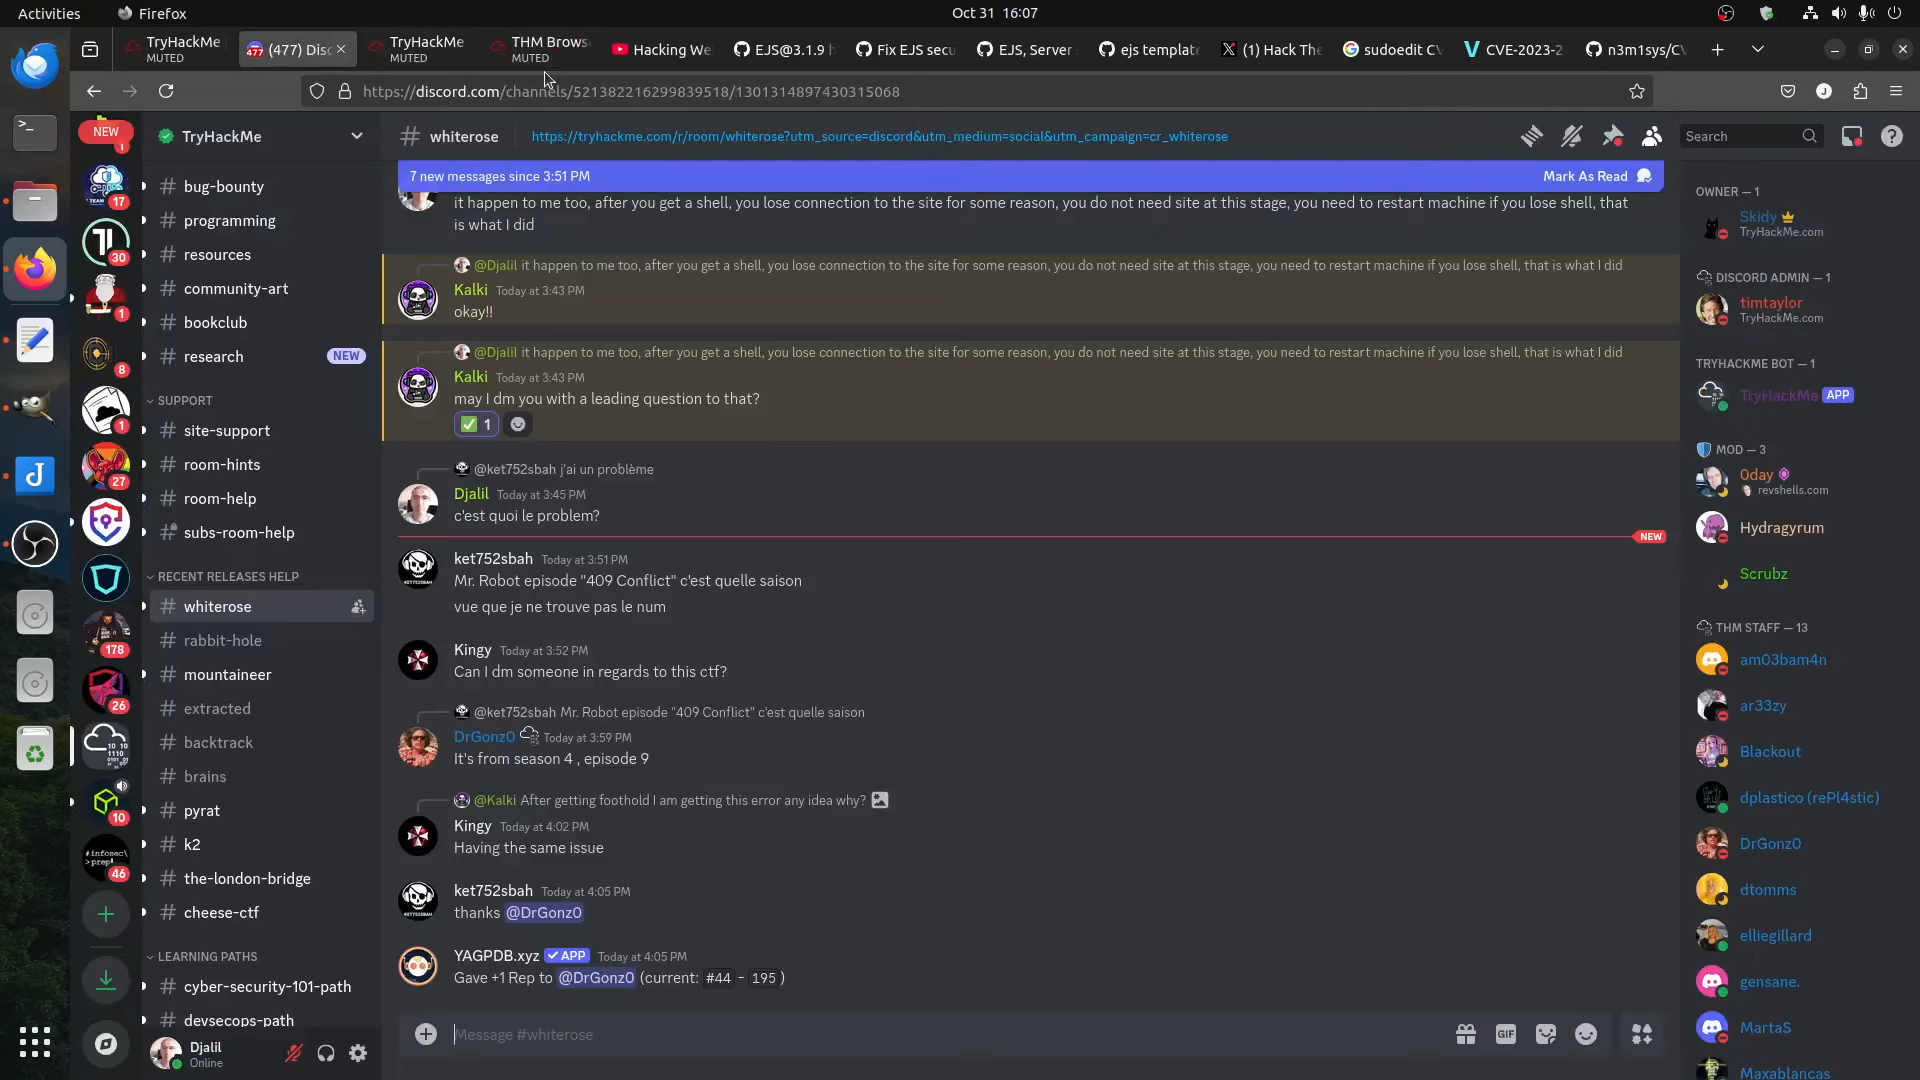 Activities
Firefox
Oct 31 16:07
TryHackMe
MUTED
(477) Disc
TryHackMe
MUTED
THM Brows
MUTED
Hacking We
EJS@3.1.9 h
Fix EJS secu
EJS, Server
ejs templat
(1) Hack The
sudoedit CV
CVE-2023-2
n3m1sys/CV
https://discord.com/channels/521382216299839518/1301314897430315068
NEW
TryHackMe
# whiterose
https://tryhackme.com/r/room/whiterose?utm_source=discord&utm_medium=social&utm_campaign=cr_whiterose
Search
7 new messages since 3:51 PM
Mark As Read
bug-bounty
programming
resources
community-art
bookclub
research NEW
SUPPORT
site-support
room-hints
room-help
subs-room-help
RECENT RELEASES HELP
whiterose
rabbit-hole
mountaineer
extracted
backtrack
brains
pyrat
k2
the-london-bridge
cheese-ctf
LEARNING PATHS
cyber-security-101-path
devsecops-path
Djalil
Online
17
30
1
8
1
27
178
26
10
#infosec\
>prep
46
it happen to me too, after you get a shell, you lose connection to the site for some reason, you do not need site at this stage, you need to restart machine if you lose shell, that
is what I did
@Djalil it happen to me too, after you get a shell, you lose connection to the site for some reason, you do not need site at this stage, you need to restart machine if you lose shell, that is what I did
Kalki Today at 3:43 PM
okay!!
@Djalil it happen to me too, after you get a shell, you lose connection to the site for some reason, you do not need site at this stage, you need to restart machine if you lose shell, that is what I did
Kalki Today at 3:43 PM
may I dm you with a leading question to that?
1
@ket752sbah j'ai un problème
Djalil Today at 3:45 PM
c'est quoi le problem?
NEW
ket752sbah Today at 3:51 PM
Mr. Robot episode "409 Conflict" c'est quelle saison
vue que je ne trouve pas le num
Kingy Today at 3:52 PM
Can I dm someone in regards to this ctf?
@ket752sbah Mr. Robot episode "409 Conflict" c'est quelle saison
DrGonz0 Today at 3:59 PM
It's from season 4 , episode 9
@Kalki After getting foothold I am getting this error any idea why?
Kingy Today at 4:02 PM
Having the same issue
ket752sbah Today at 4:05 PM
thanks @DrGonz0
YAGPDB.xyz APP Today at 4:05 PM
Gave +1 Rep to @DrGonz0 (current: #44 - 195 )
Message #whiterose
GIF
OWNER — 1
Skidy
TryHackMe.com
DISCORD ADMIN — 1
timtaylor
TryHackMe.com
TRYHACKME BOT — 1
TryHackMe APP
MOD — 3
0day
revshells.com
Hydragyrum
Scrubz
THM STAFF — 13
am03bam4n
ar33zy
Blackout
dplastico (rePl4stic)
DrGonz0
dtomms
elliegillard
gensane.
MartaS
Maxablancas